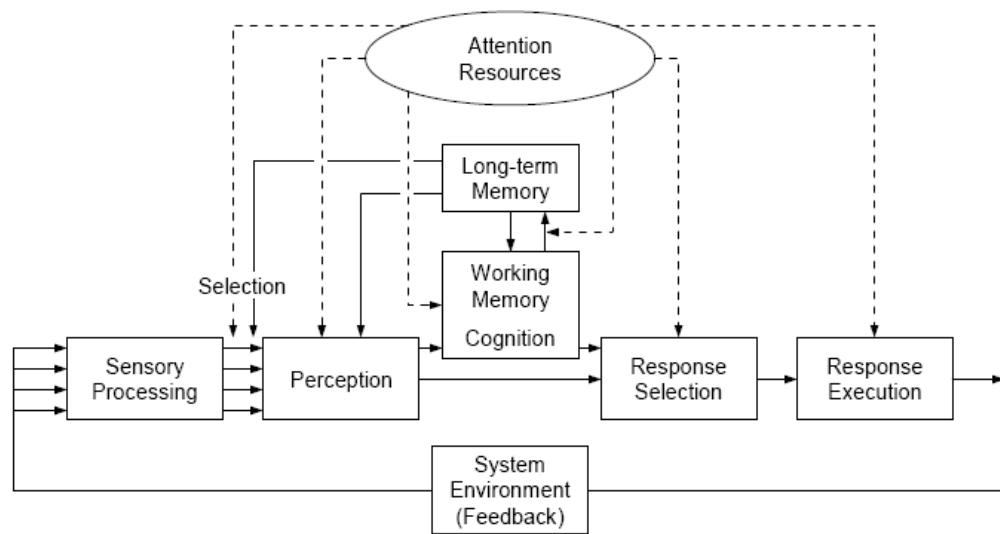 Attention
Resources
Long-term
Memory
Selection
Working
Memory
Cognition
Sensory
Processing
Perception
Response
Selection
Response
Execution
System
Environment
(Feedback)